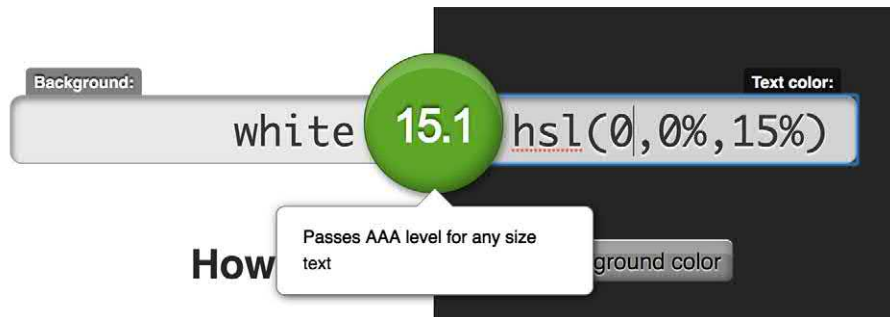 Background:
Text color:
white
15.1
hsl(0,0%,15%)
Passes AAA level for any size
text
How
ground color